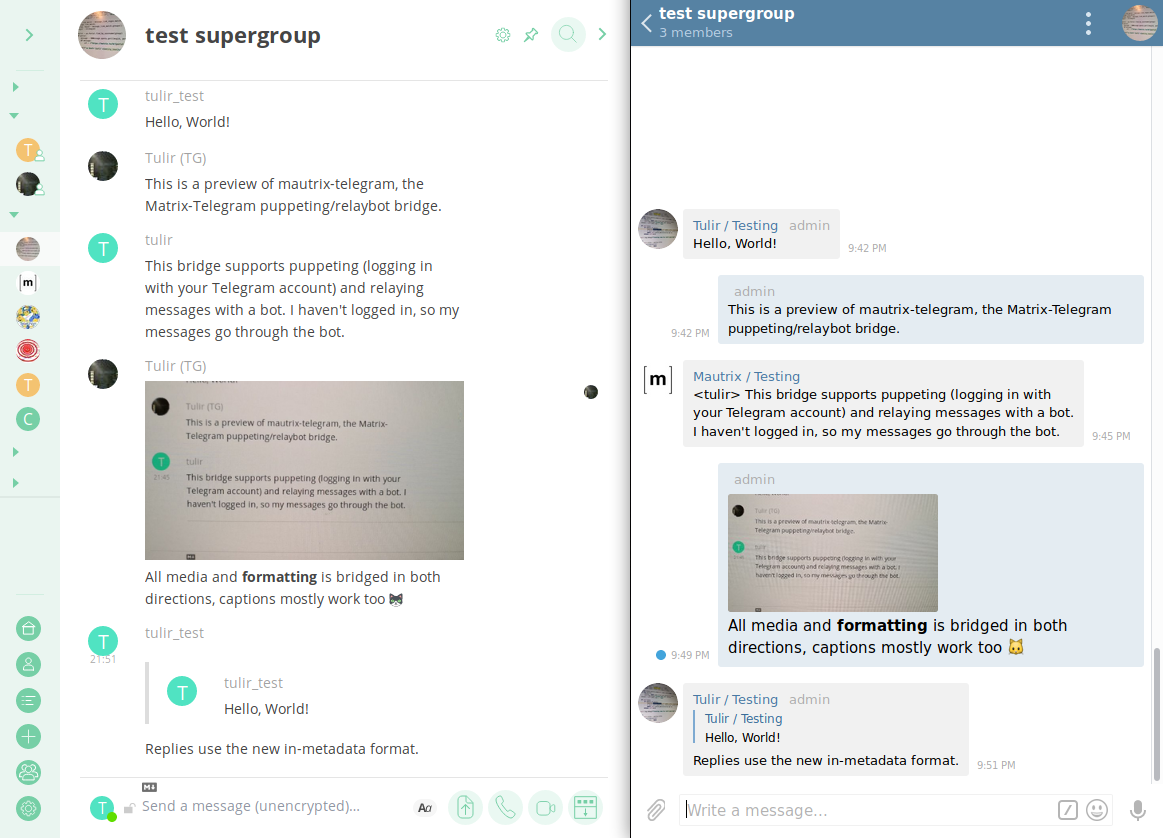 test supergroup
T
tulir_test
Hello, World!
Tulir (TG)
This is a preview of mautrix-telegram, the
Matrix-Telegram puppeting/relaybot bridge.
T
tulir
This bridge supports puppeting (logging in
with your Telegram account) and relaying
messages with a bot. I haven't logged in, so my
messages go through the bot.
Tulir (TG)
Tulir (TG)
This is a preview of mautrix-telegram, the Matrix-
Telegram puppeting/relaybot bridge.
T
tulir
21:45
This bridge supports puppeting (logging in with your
Telegram account) and relaying messages with a bot. I
haven't logged in, so my messages go through the bot.
All media and formatting is bridged in both
directions, captions mostly work too 🐱
T
tulir_test
21:51
T
tulir_test
Hello, World!
Replies use the new in-metadata format.
M↓
T
Send a message (unencrypted)…
Aa
T
[m]
T
C
test supergroup
3 members
Tulir / Testing admin
Hello, World!
9:42 PM
admin
This is a preview of mautrix-telegram, the Matrix-Telegram
puppeting/relaybot bridge.
9:42 PM
[m]
Mautrix / Testing
<tulir> This bridge supports puppeting (logging in with
your Telegram account) and relaying messages with a bot.
I haven't logged in, so my messages go through the bot.
9:45 PM
admin
Tulir (TG)
This is a preview of mautrix-telegram, the Matrix-
Telegram puppeting/relaybot bridge.
T
tulir
This bridge supports puppeting (logging in with your
Telegram account) and relaying messages with a bot. I
haven't logged in, so my messages go through the bot.
All media and formatting is bridged in both
directions, captions mostly work too 🐱
9:49 PM
Tulir / Testing admin
Tulir / Testing
Hello, World!
Replies use the new in-metadata format.
9:51 PM
Write a message...